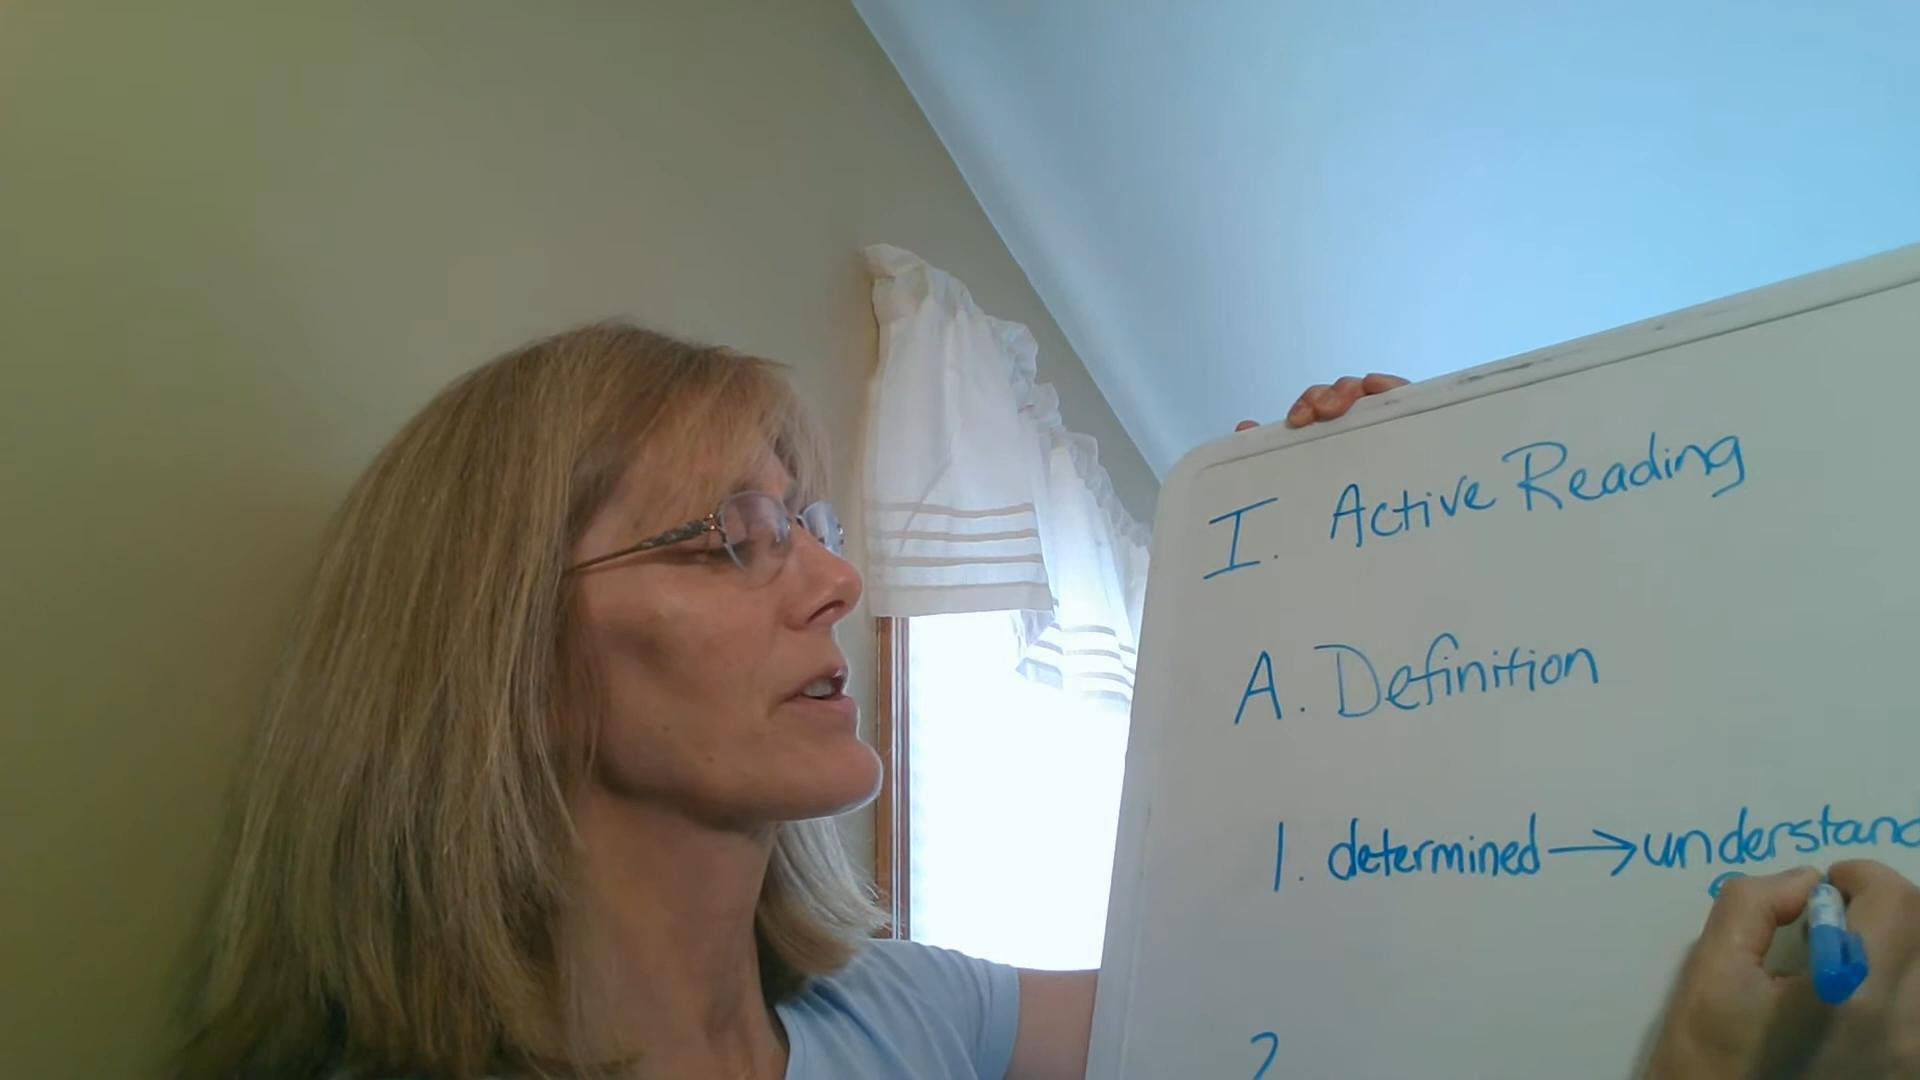 I. Active Reading
A. Definition
1. determined → understand
2